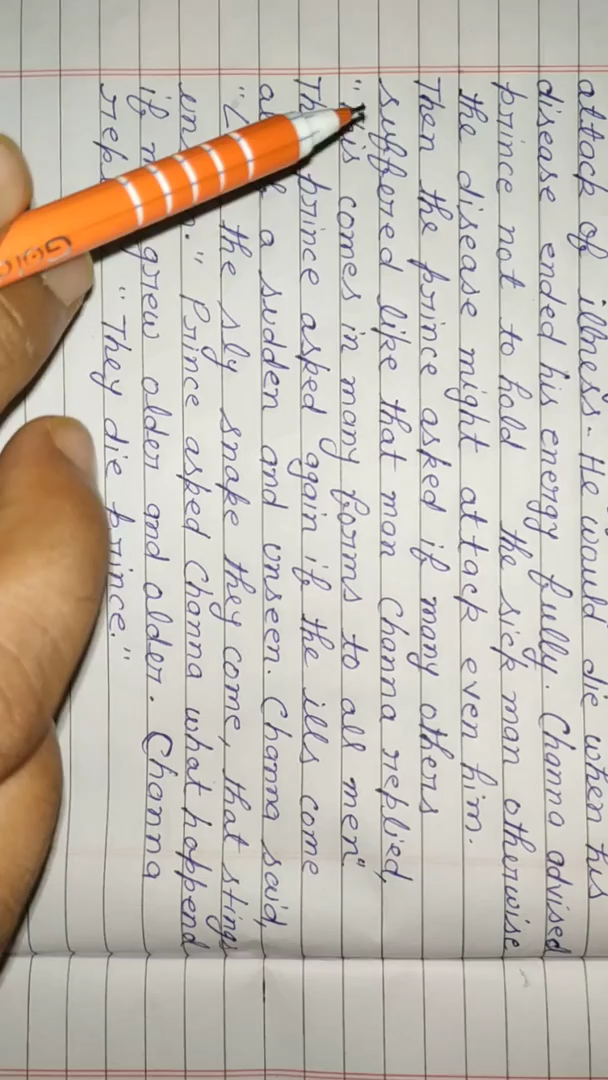 attack of illness - He would die when his
disease ended his energy fully. Channa advised
prince not to hold the sick man otherwise
the disease might attack even him.
Then the prince asked if many others
suffered like that man Channa replied,
comes in many forms to all men"
prince asked again if the ills come
a sudden and unseen. Channa said,
the sly snake they come, that stings
" Prince asked Channa what happend
if grew older and older. Channa
"They die prince."